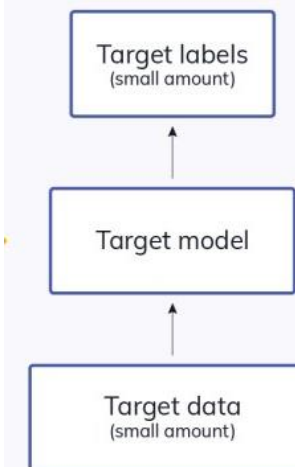 Target labels
(small amount)
Target model
Target data
(small amount)